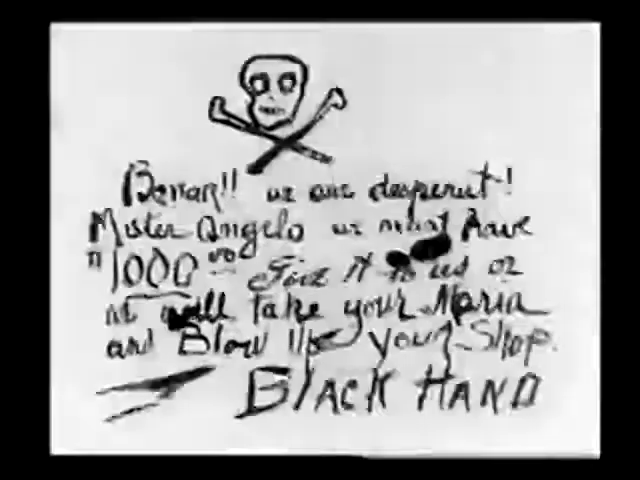 Bewar!! we are desperut!
Mister Angelo we must have
$1000.00 Give it to us or
we will take your Maria
and Blow Up your Shop.
BlACK HAND